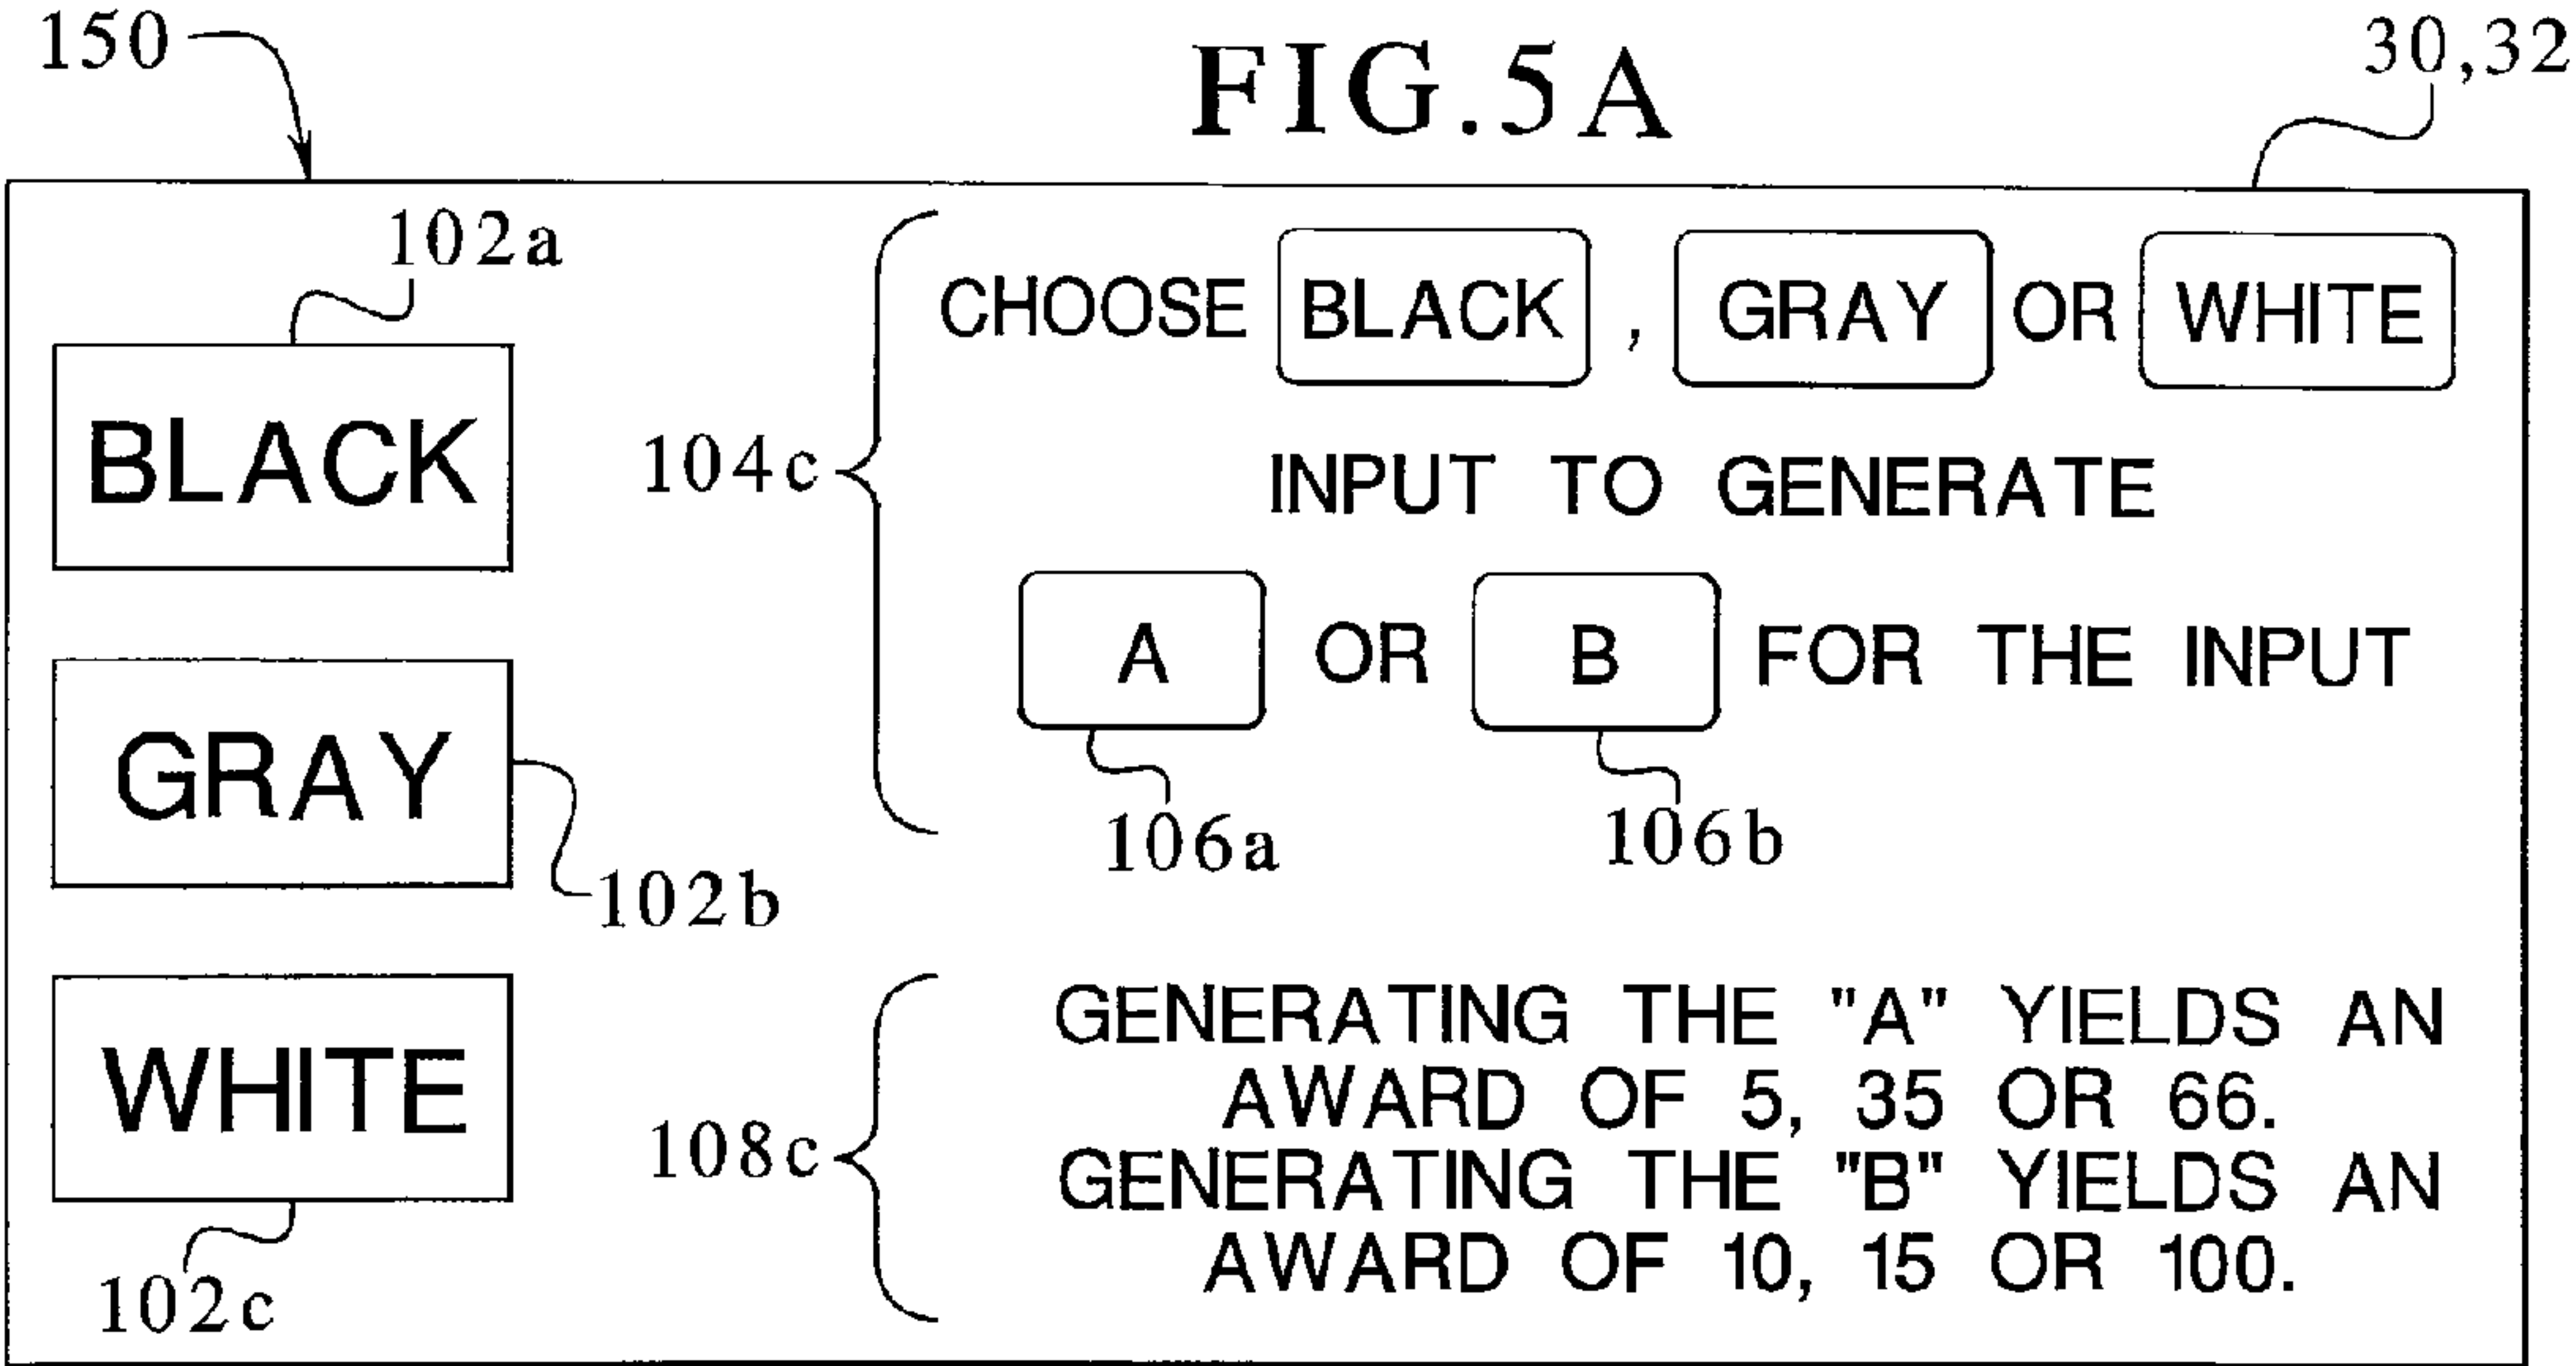 150
FIG.5A
30,32
102a
BLACK
GRAY
102b
WHITE
102c
104c
CHOOSE BLACK , GRAY OR WHITE
INPUT TO GENERATE
A OR B FOR THE INPUT
106a
106b
108c
GENERATING THE "A" YIELDS AN
AWARD OF 5, 35 OR 66.
GENERATING THE "B" YIELDS AN
AWARD OF 10, 15 OR 100.